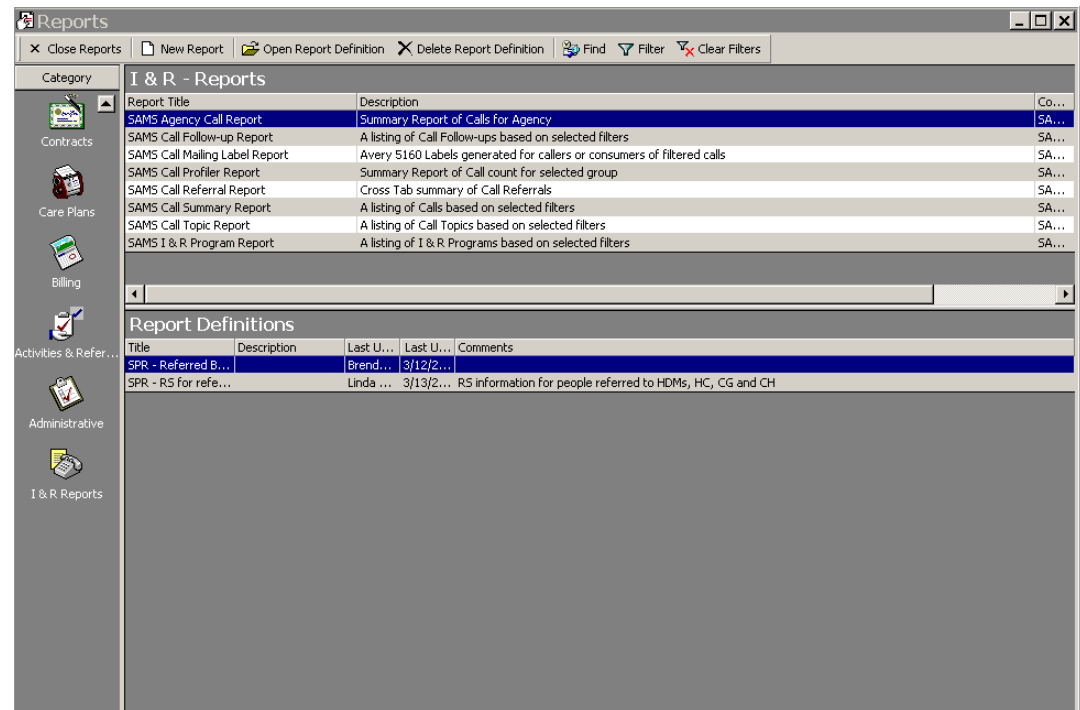 Reports
Close Reports New Report Open Report Definition Delete Report Definition Find Filter Clear Filters
Category
Contracts
Care Plans
Billing
Activities & Refer...
Administrative
I & R Reports
I & R - Reports
Report Title Description Co...
SAMS Agency Call Report Summary Report of Calls for Agency SA...
SAMS Call Follow-up Report A listing of Call Follow-ups based on selected filters SA...
SAMS Call Mailing Label Report Avery 5160 Labels generated for callers or consumers of filtered calls SA...
SAMS Call Profiler Report Summary Report of Call count for selected group SA...
SAMS Call Referral Report Cross Tab summary of Call Referrals SA...
SAMS Call Summary Report A listing of Calls based on selected filters SA...
SAMS Call Topic Report A listing of Call Topics based on selected filters SA...
SAMS I & R Program Report A listing of I & R Programs based on selected filters SA...
Report Definitions
Title Description Last U... Last U... Comments
SPR - Referred B... Brend... 3/12/2...
SPR - RS for refe... Linda ... 3/13/2... RS information for people referred to HDMs, HC, CG and CH